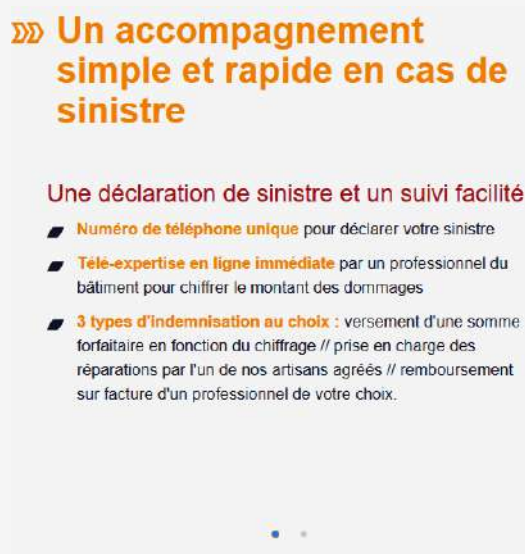 Un accompagnement
simple et rapide en cas de
sinistre
Une déclaration de sinistre et un suivi facilité
Numéro de téléphone unique pour déclarer votre sinistre
Télé-expertise en ligne immédiate par un professionnel du
bâtiment pour chiffrer le montant des dommages
3 types d'indemnisation au choix : versement d'une somme
forfaitaire en fonction du chiffrage // prise en charge des
réparations par l'un de nos artisans agréés // remboursement
sur facture d'un professionnel de votre choix.